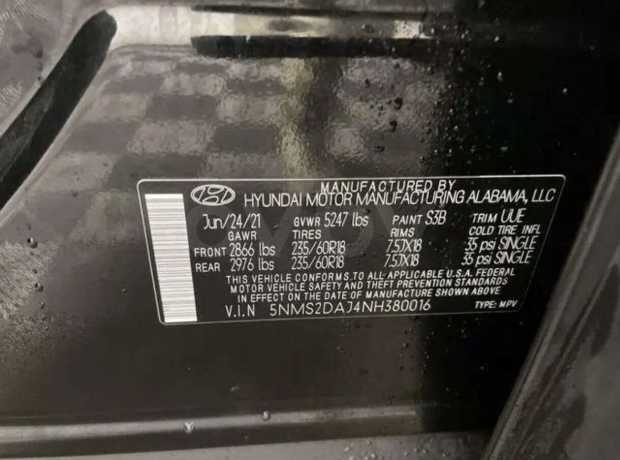 MANUFACTURED BY
HYUNDAI MOTOR MANUFACTURING ALABAMA, LLC
Jun/24/21 GVWR 5247 lbs PAINT S3B TRIM UUE
GAWR TIRES RIMS COLD TIRE INFL
FRONT 2866 lbs 235/60R18 7.5JX18 35 psi SINGLE
REAR 2976 lbs 235/60R18 7.5JX18 35 psi SINGLE
THIS VEHICLE CONFORMS TO ALL APPLICABLE U.S.A. FEDERAL
MOTOR VEHICLE SAFETY AND THEFT PREVENTION STANDARDS
IN EFFECT ON THE DATE OF MANUFACTURE SHOWN ABOVE.
V.I.N 5NMS2DAJ4NH380016 TYPE: MPV